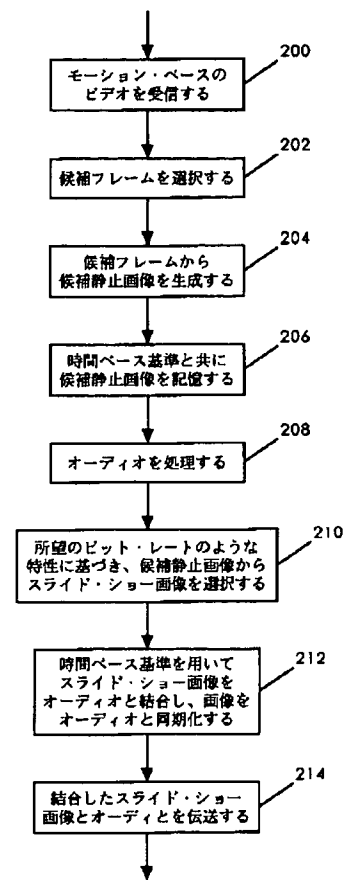 200
モーション・ベースの
ビデオを受信する
202
候補フレームを選択する
204
候補フレームから
候補静止画像を生成する
206
時間ベース基準と共に
候補静止画像を記憶する
208
オーディオを処理する
210
所望のビット・レートのような
特性に基づき、候補静止画像から
スライド・ショー画像を選択する
212
時間ベース基準を用いて
スライド・ショー画像を
オーディオと結合し、画像を
オーディオと同期化する
214
結合したスライド・ショー
画像とオーディとを伝送する